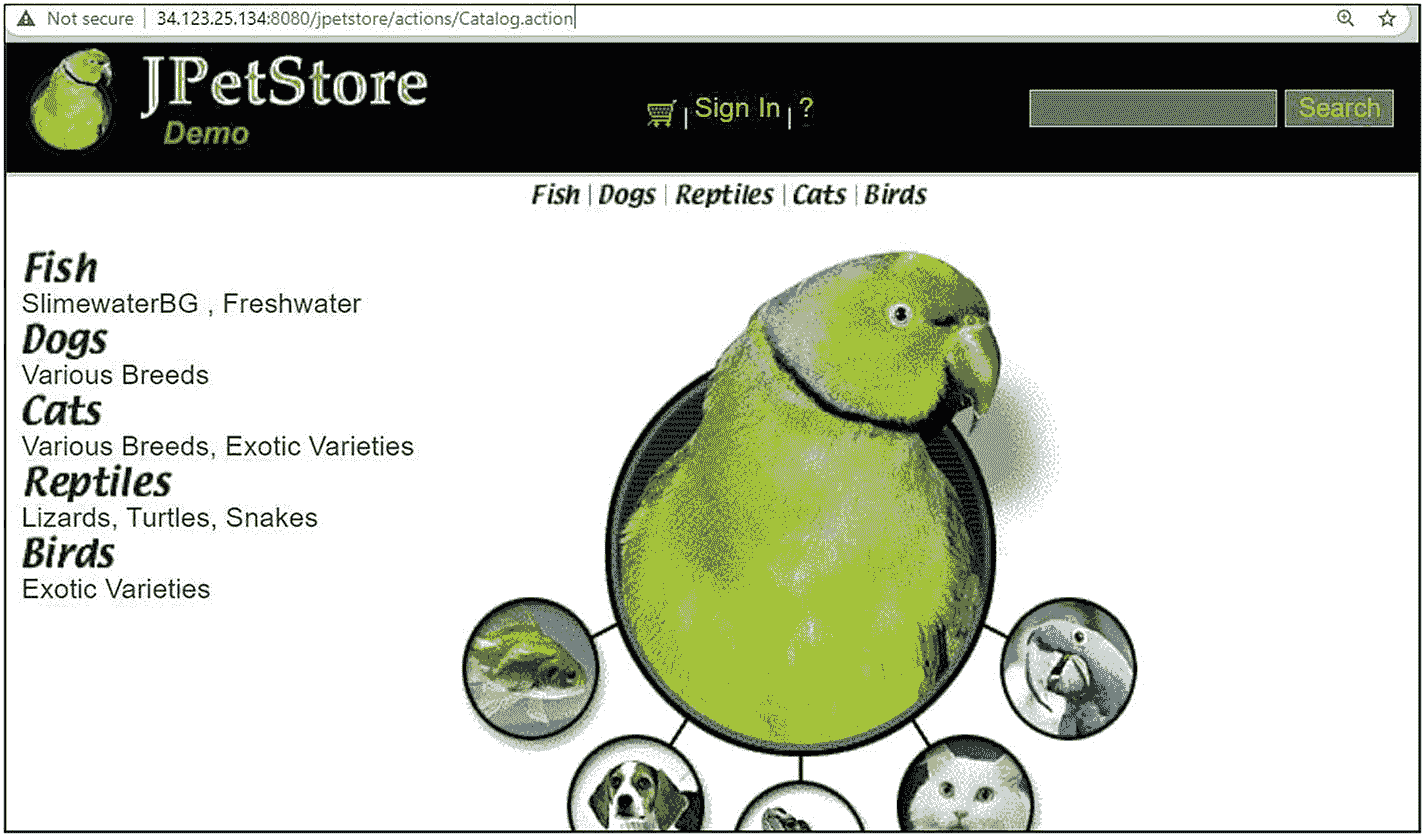 Not secure | 34.123.25.134:8080/jpetstore/actions/Catalog.action
JPetStore
Demo
| Sign In | ?
Search
Fish | Dogs | Reptiles | Cats | Birds
Fish
SlimewaterBG , Freshwater
Dogs
Various Breeds
Cats
Various Breeds, Exotic Varieties
Reptiles
Lizards, Turtles, Snakes
Birds
Exotic Varieties